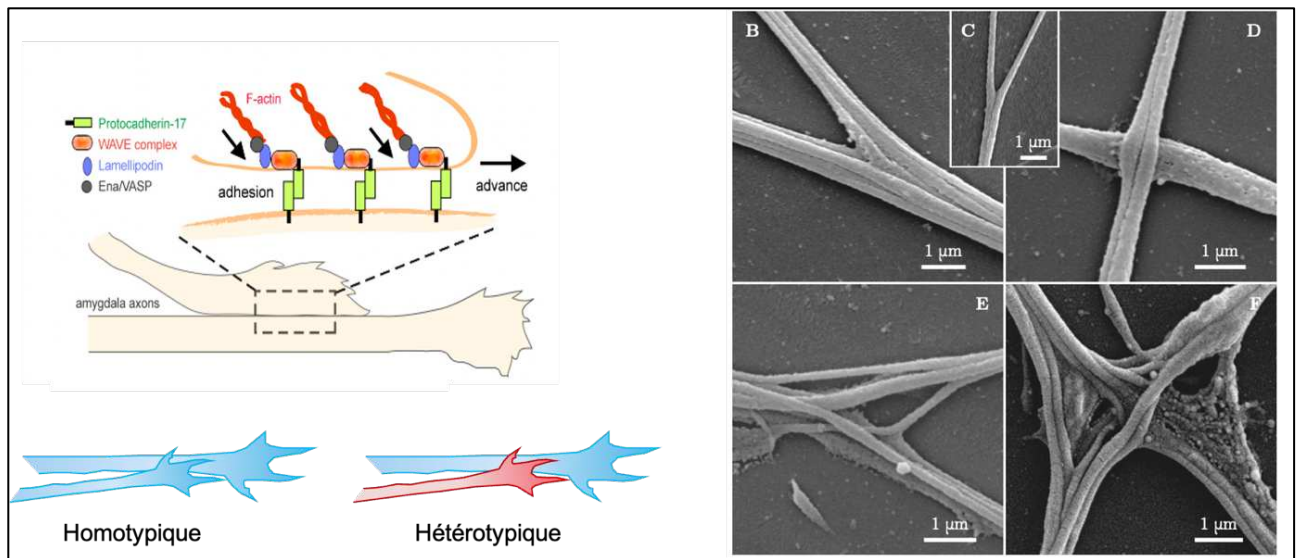 F-actin
Protocadherin-17
WAVE complex
Lamellipodin
Ena/VASP
adhesion
advance
amygdala axons
Homotypique
Hétérotypique
B
C
D
1 µm
1 µm
1 µm
E
F
1 µm
1 µm